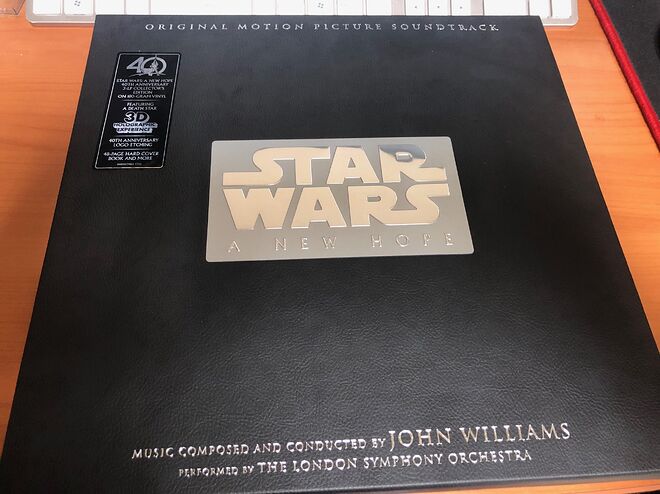 ORIGINAL MOTION PICTURE SOUNDTRACK
40
STAR WARS: A NEW HOPE
40TH ANNIVERSARY
3-LP COLLECTOR'S
EDITION
ON 180-GRAM VINYL
FEATURING
A DEATH STAR
3D
HOLOGRAPHIC
EXPERIENCE
40TH ANNIVERSARY
LOGO ETCHING
48-PAGE HARD COVER
BOOK AND MORE
STAR
WARS
A NEW HOPE
MUSIC COMPOSED AND CONDUCTED BY JOHN WILLIAMS
PERFORMED BY THE LONDON SYMPHONY ORCHESTRA